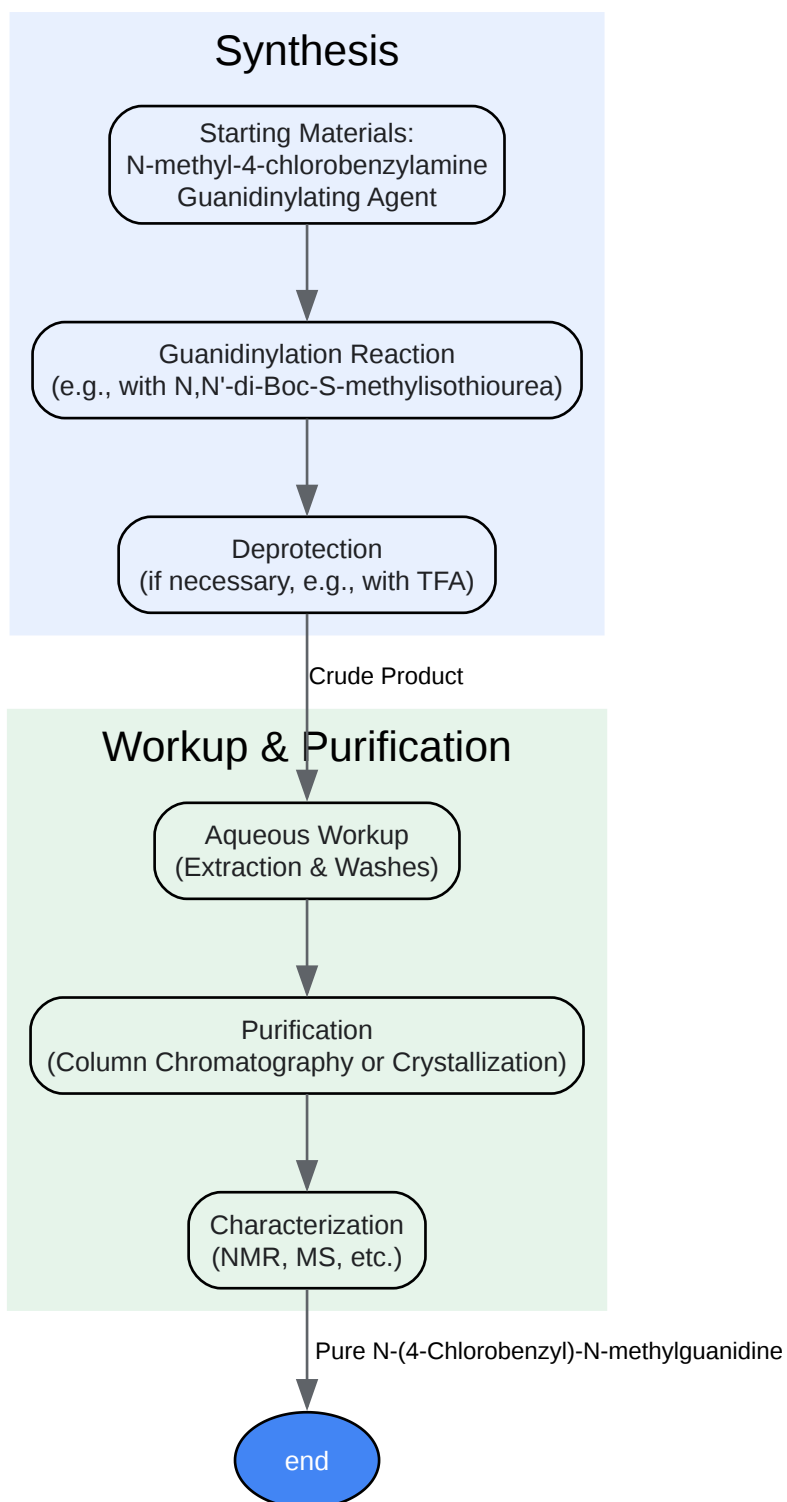 Synthesis
Starting Materials:
N-methyl-4-chlorobenzylamine
Guanidinylating Agent
Guanidinylation Reaction
(e.g., with N,N'-di-Boc-S-methylisothiourea)
Deprotection
(if necessary, e.g., with TFA)
Crude Product
Workup & Purification
Aqueous Workup
(Extraction & Washes)
Purification
(Column Chromatography or Crystallization)
Characterization
(NMR, MS, etc.)
Pure N-(4-Chlorobenzyl)-N-methylguanidine
end